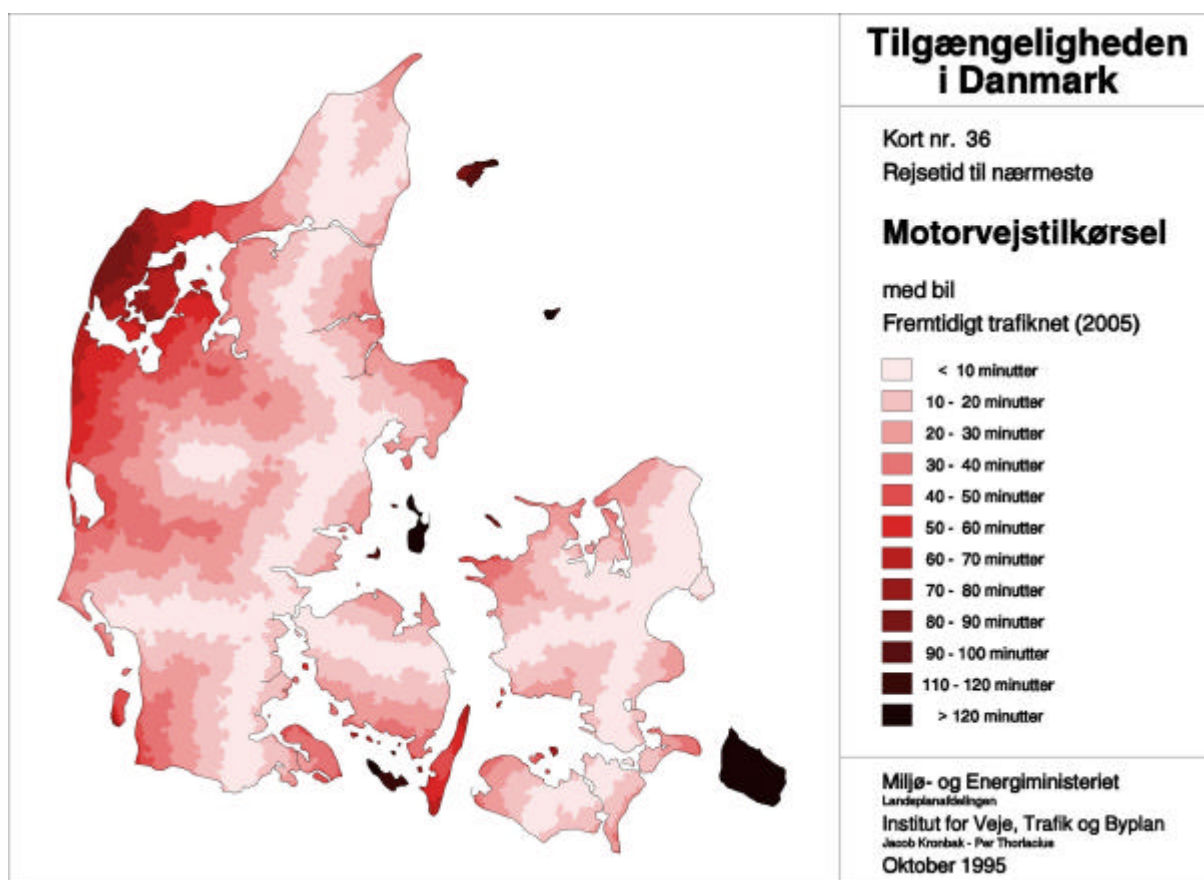 Tilgængeligheden
i Danmark
Kort nr. 36
Rejsetid til nærmeste
Motorvejstilkørsel
med bil
Fremtidigt trafiknet (2005)
< 10 minutter
10 - 20 minutter
20 - 30 minutter
30 - 40 minutter
40 - 50 minutter
50 - 60 minutter
60 - 70 minutter
70 - 80 minutter
80 - 90 minutter
90 - 100 minutter
110 - 120 minutter
> 120 minutter
Miljø- og Energiministeriet
Landsplanafdelingen
Institut for Veje, Trafik og Byplan
Jacob Kronbak - Per Thorlacius
Oktober 1995